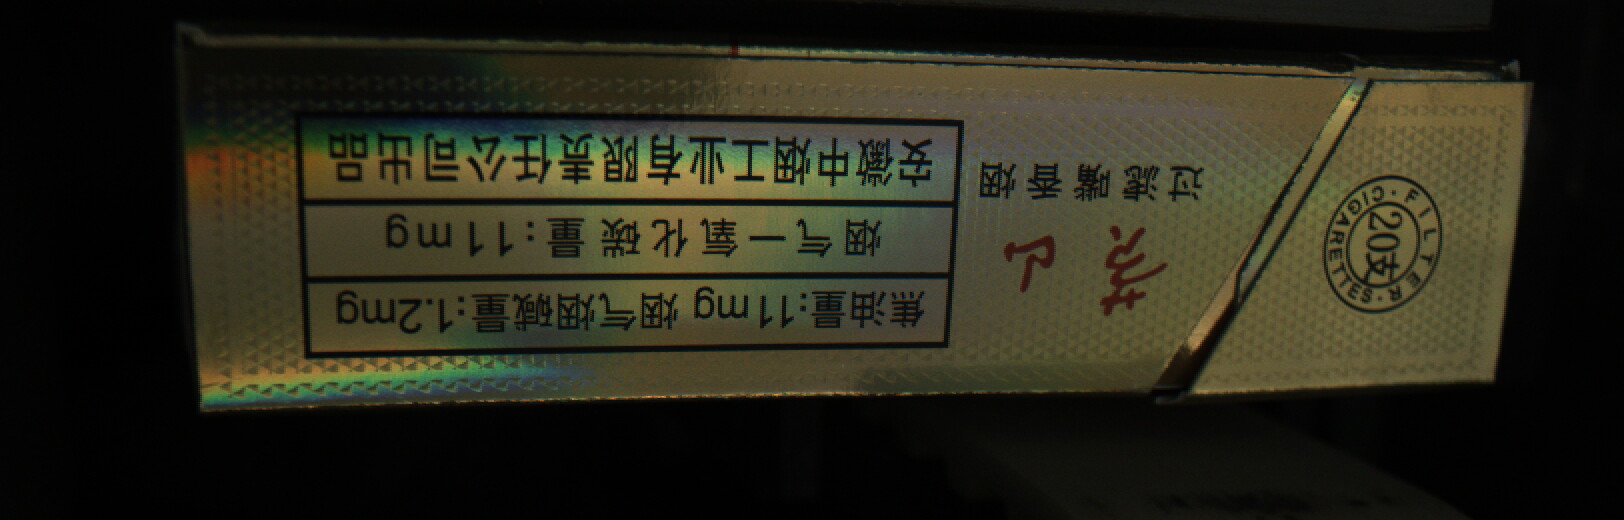 FILTER
20支
CIGARETTES
黄山
过滤嘴香烟
焦油量:11mg 烟气烟碱量:1.2mg
烟气一氧化碳量:11mg
安徽中烟工业有限责任公司出品